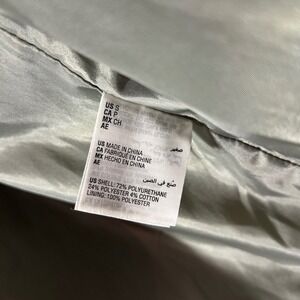 US S
CA P
MX CH
AE صغير
US MADE IN CHINA
CA FABRIQUÉ EN CHINE
MX HECHO EN CHINA
AE صنع في الصين
US SHELL: 72% POLYURETHANE
24% POLYESTER 4% COTTON
LINING: 100% POLYESTER